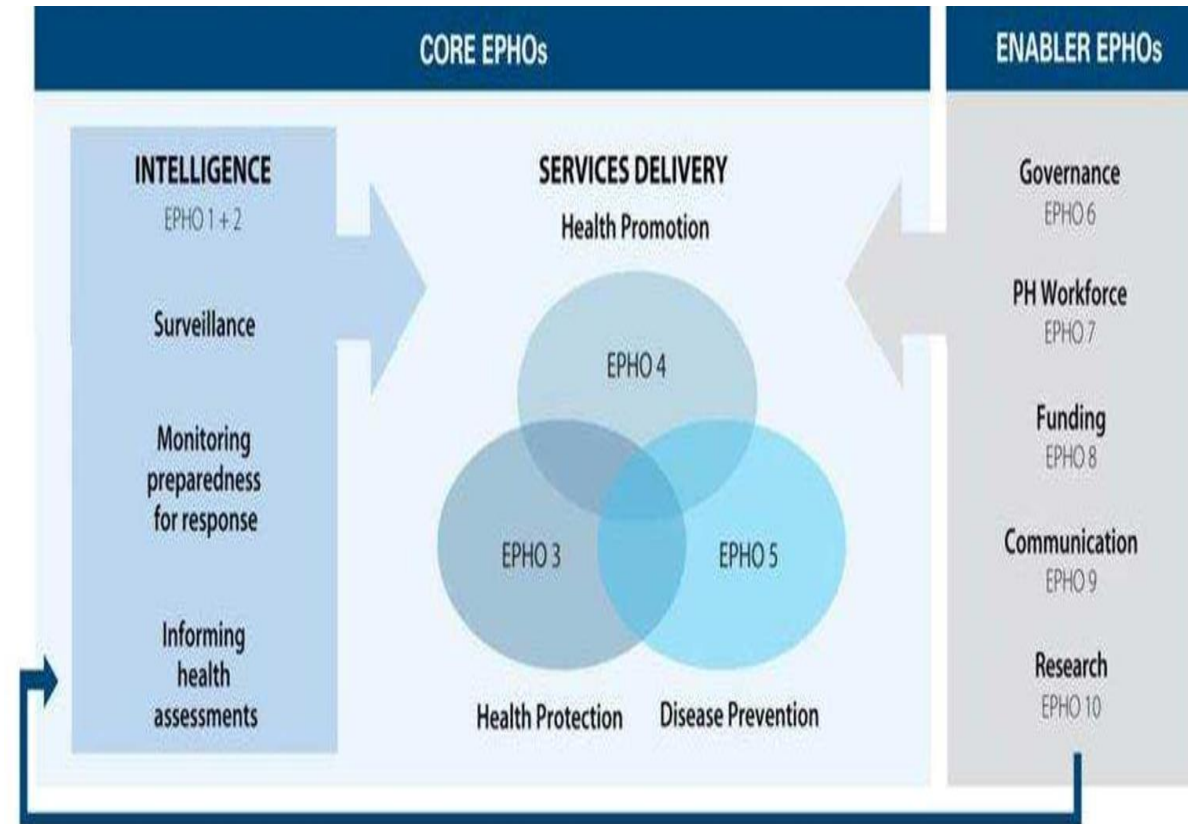 CORE EPHOs
INTELLIGENCE
EPHO 1 + 2
Surveillance
Monitoring
preparedness
for response
Informing
health
assessments
SERVICES DELIVERY
Health Promotion
EPHO 4
EPHO 3
EPHO 5
Health Protection
Disease Prevention
ENABLER EPHOs
Governance
EPHO 6
PH Workforce
EPHO 7
Funding
EPHO 8
Communication
EPHO 9
Research
EPHO 10